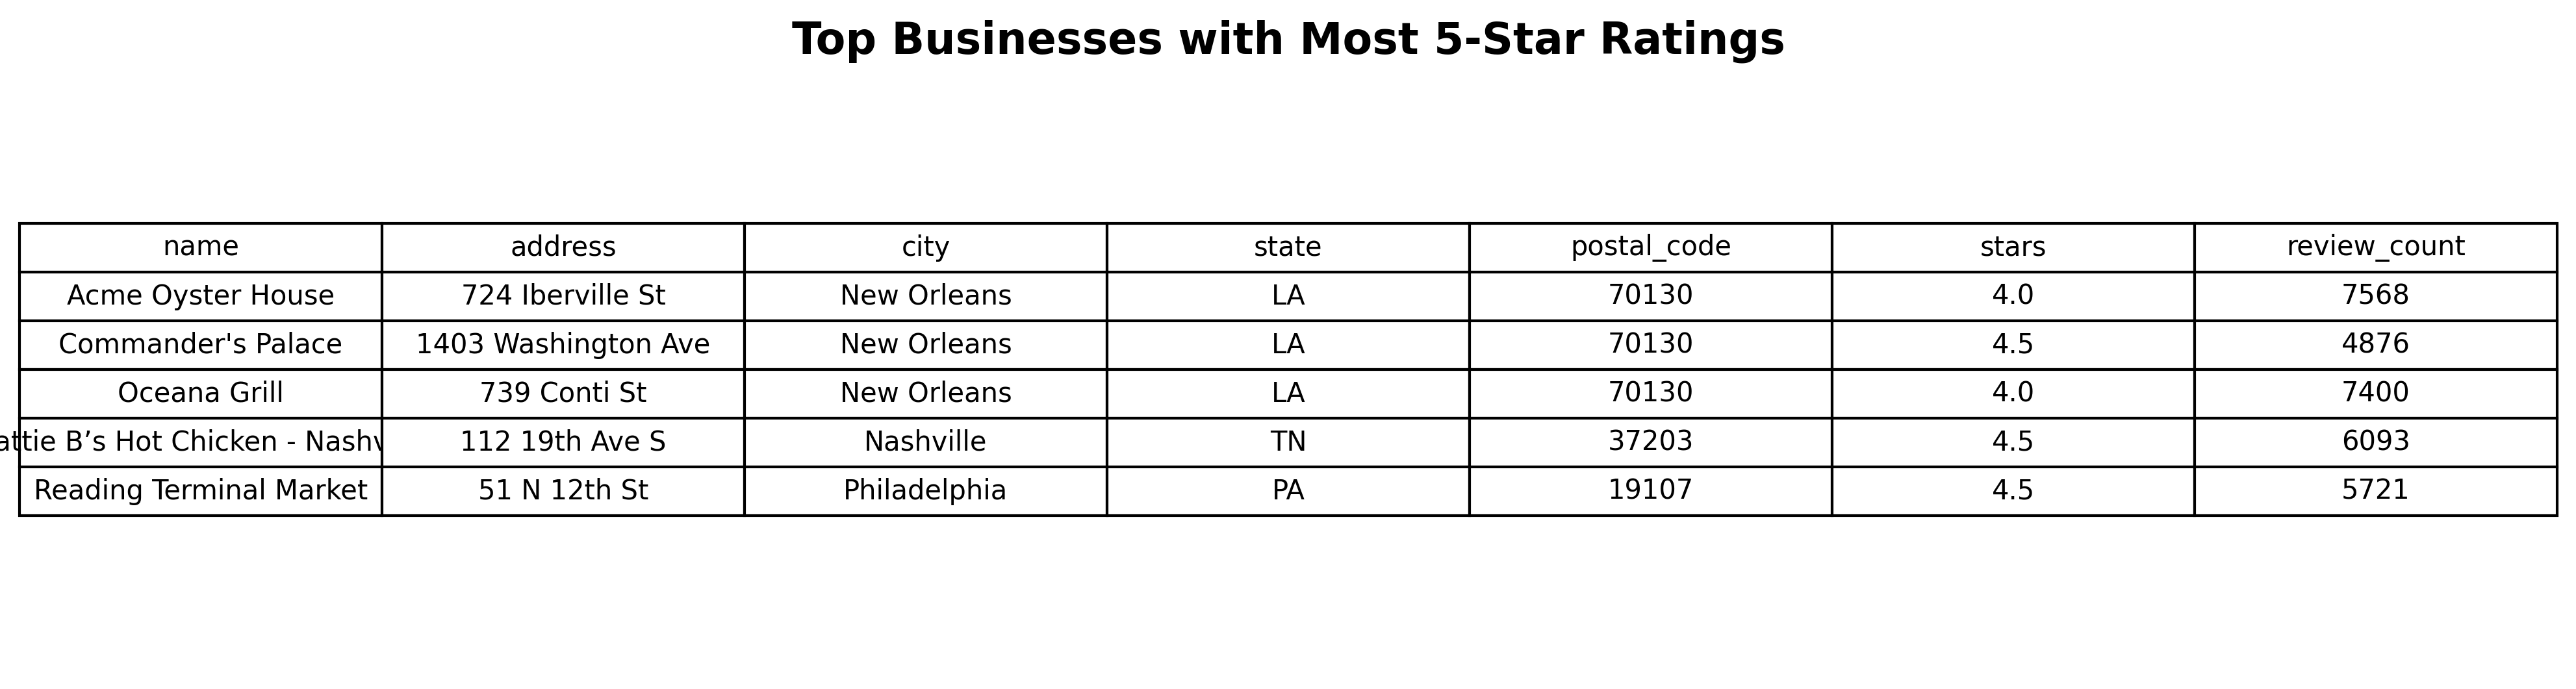 Top Businesses with Most 5-Star Ratings
name address city state postal_code stars review_count
Acme Oyster House 724 Iberville St New Orleans LA 70130 4.0 7568
Commander's Palace 1403 Washington Ave New Orleans LA 70130 4.5 4876
Oceana Grill 739 Conti St New Orleans LA 70130 4.0 7400
attie B’s Hot Chicken - Nashv 112 19th Ave S Nashville TN 37203 4.5 6093
Reading Terminal Market 51 N 12th St Philadelphia PA 19107 4.5 5721